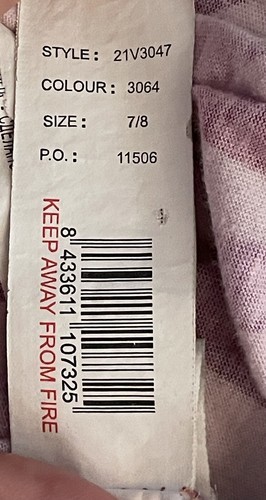 STYLE: 21V3047
COLOUR: 3064
SIZE: 7/8
P.O.: 11506
KEEP AWAY FROM FIRE
8 433611 107325